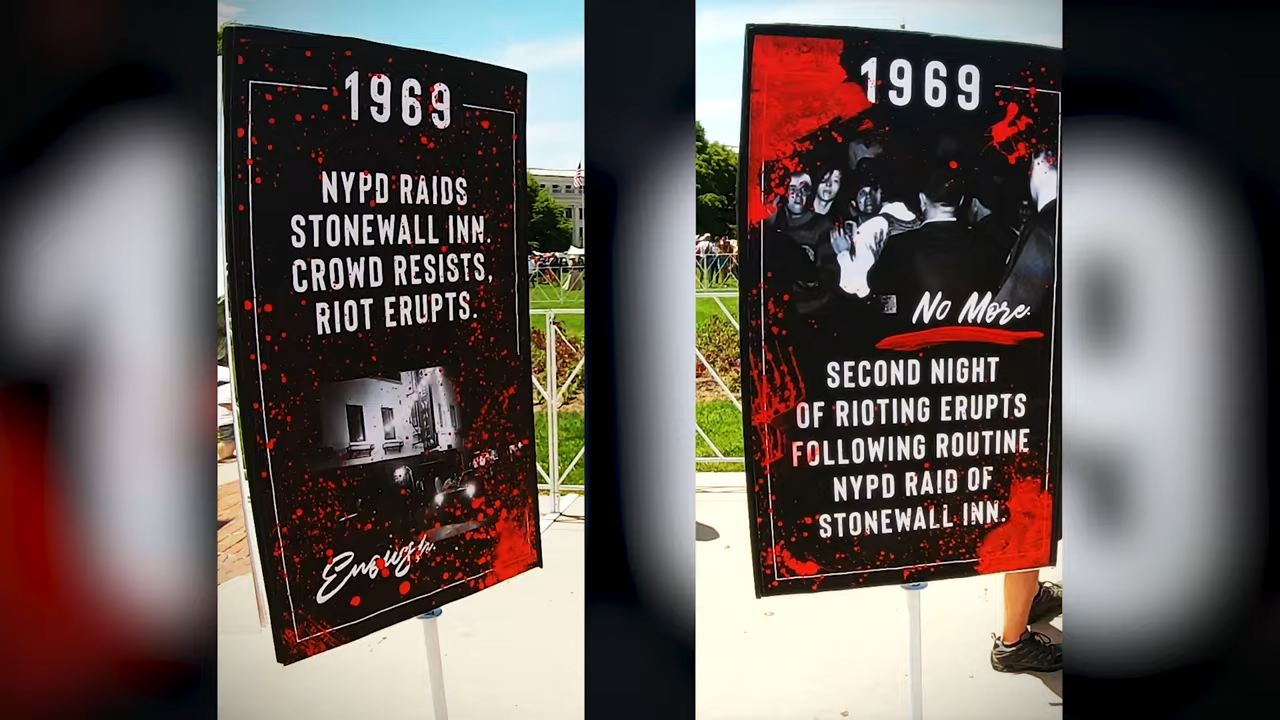 1969
NYPD RAIDS
STONEWALL INN.
CROWD RESISTS,
RIOT ERUPTS.
Enough.
1969
No More.
SECOND NIGHT
OF RIOTING ERUPTS
FOLLOWING ROUTINE
NYPD RAID OF
STONEWALL INN.